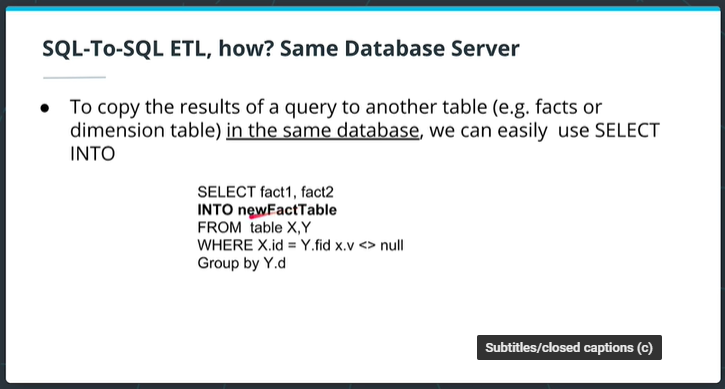 SQL-To-SQL ETL, how? Same Database Server
● To copy the results of a query to another table (e.g. facts or
dimension table) in the same database, we can easily use SELECT
INTO
SELECT fact1, fact2
INTO newFactTable
FROM table X,Y
WHERE X.id = Y.fid x.v <> null
Group by Y.d
Subtitles/closed captions (c)